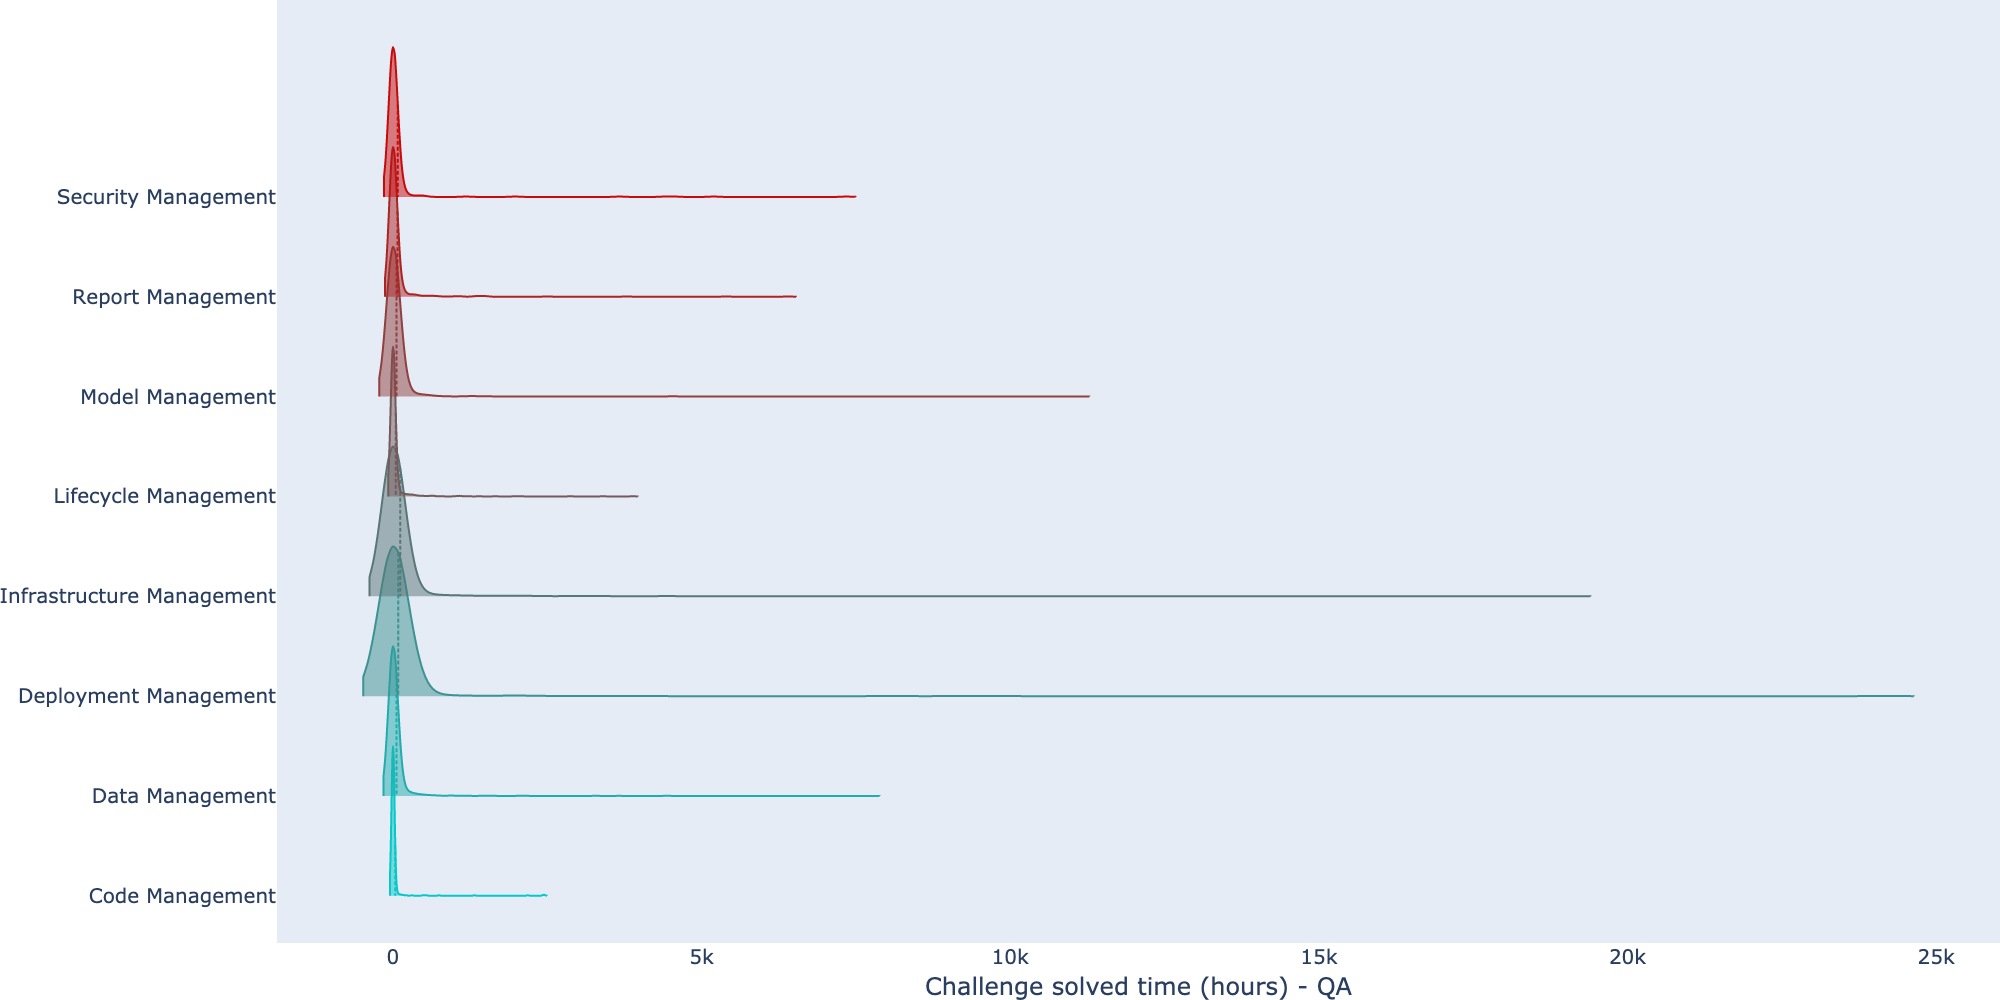 Security Management
Report Management
Model Management
Lifecycle Management
Infrastructure Management
Deployment Management
Data Management
Code Management
0 5k 10k 15k 20k 25k
Challenge solved time (hours) - QA